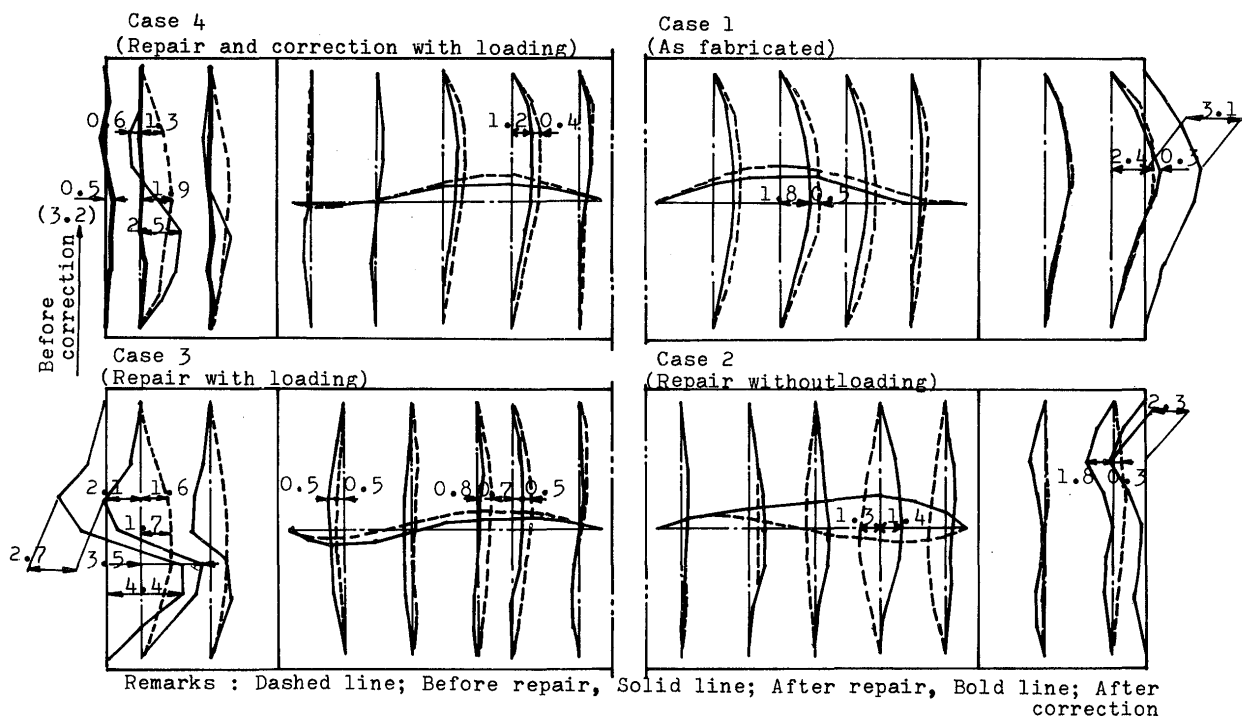 Case 4
(Repair and correction with loading)
0.6 1.3
1.2 0.4
0.5
1.9
(3.2)
2.5
Before
correction
Case 1
(As fabricated)
3.1
2.4 0.3
1.8 0.5
Case 3
(Repair with loading)
2.1 1.6
0.5 0.5
0.8 0.7 0.5
1.7
2.7
3.5
4.4
Case 2
(Repair withoutloading)
2.3
1.8 0.3
1.3 1.4
Remarks : Dashed line; Before repair, Solid line; After repair, Bold line; After
correction